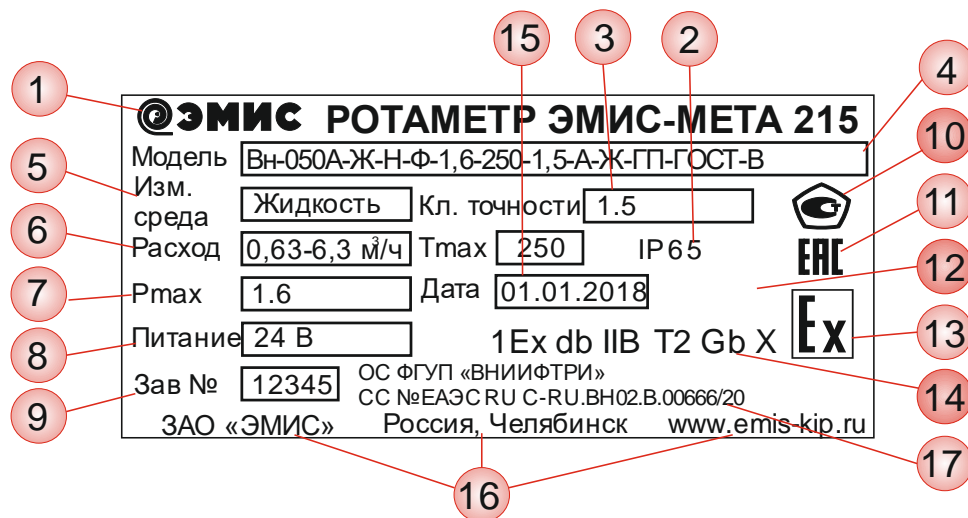 15 3 2
1 4
ЭМИС РОТАМЕТР ЭМИС-МЕТА 215
Модель Вн-050А-Ж-Н-Ф-1,6-250-1,5-А-Ж-ГП-ГОСТ-В
10
5 Изм. среда Жидкость Кл. точности 1.5
11
6 Расход 0,63-6,3 м³/ч Tmax 250 IP65 EAC
12
7 Pmax 1.6 Дата 01.01.2018
8 Питание 24 В 1Ex db IIB T2 Gb X Ex 13
ОС ФГУП «ВНИИФТРИ»
9 Зав № 12345 14
СС №ЕАЭС RU C-RU.ВН02.В.00666/20
ЗАО «ЭМИС» Россия, Челябинск www.emis-kip.ru
17
16